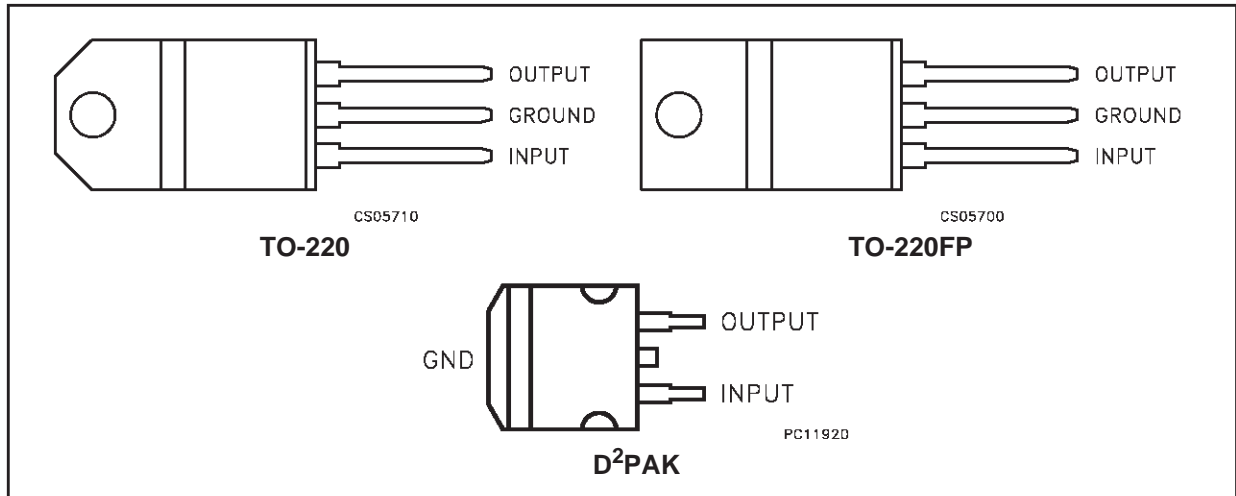 OUTPUT
GROUND
INPUT
CS05710
TO-220
OUTPUT
GROUND
INPUT
CS05700
TO-220FP
GND
OUTPUT
INPUT
PC11920
D²PAK